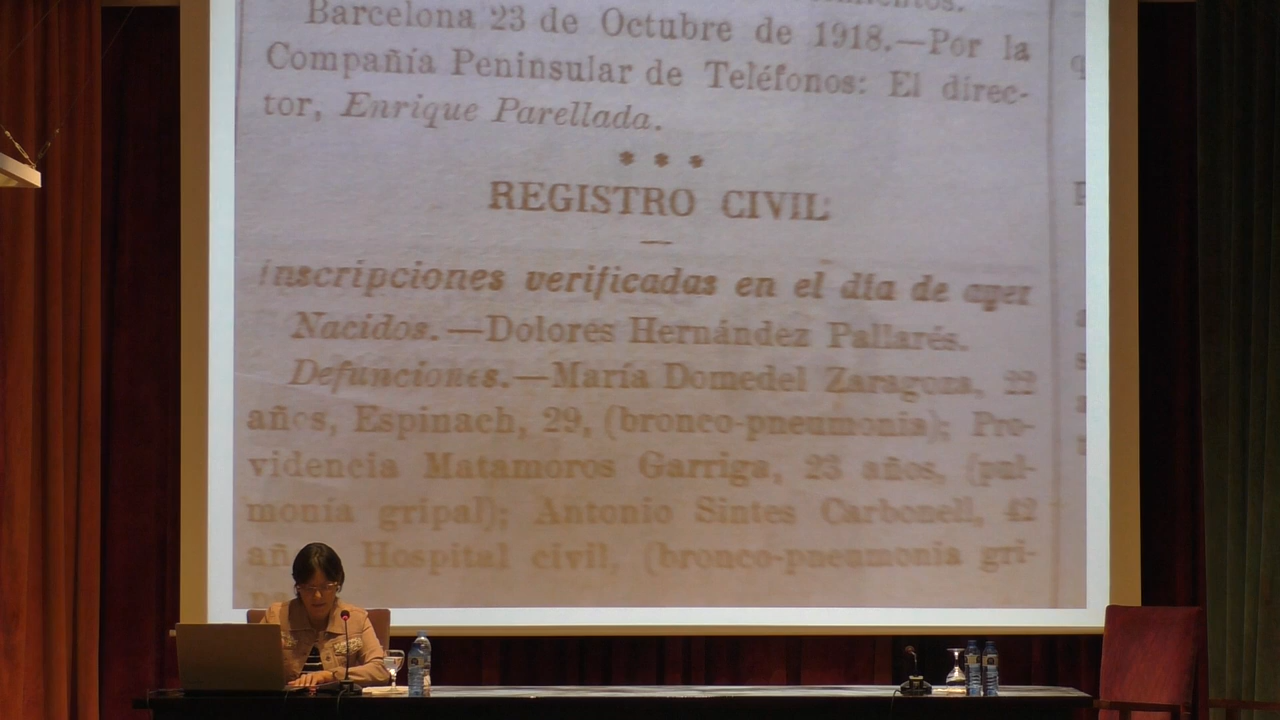 Barcelona 23 de Octubre de 1918.—Por la
Compañía Peninsular de Teléfonos: El direc-
tor, Enrique Parellada.
* * *
REGISTRO CIVIL
Inscripciones verificadas en el día de ayer
Nacidos.—Dolores Hernández Pallarés.
Defunciones.—María Domedel Zaragoza, 22
años, Espinach, 29, (bronco-pneumonia); Pro-
videncia Matamoros Garriga, 23 años, (pul-
monía gripal); Antonio Sintes Carbonell, 42
Hospital civil, (bronco-pneumonia gri-